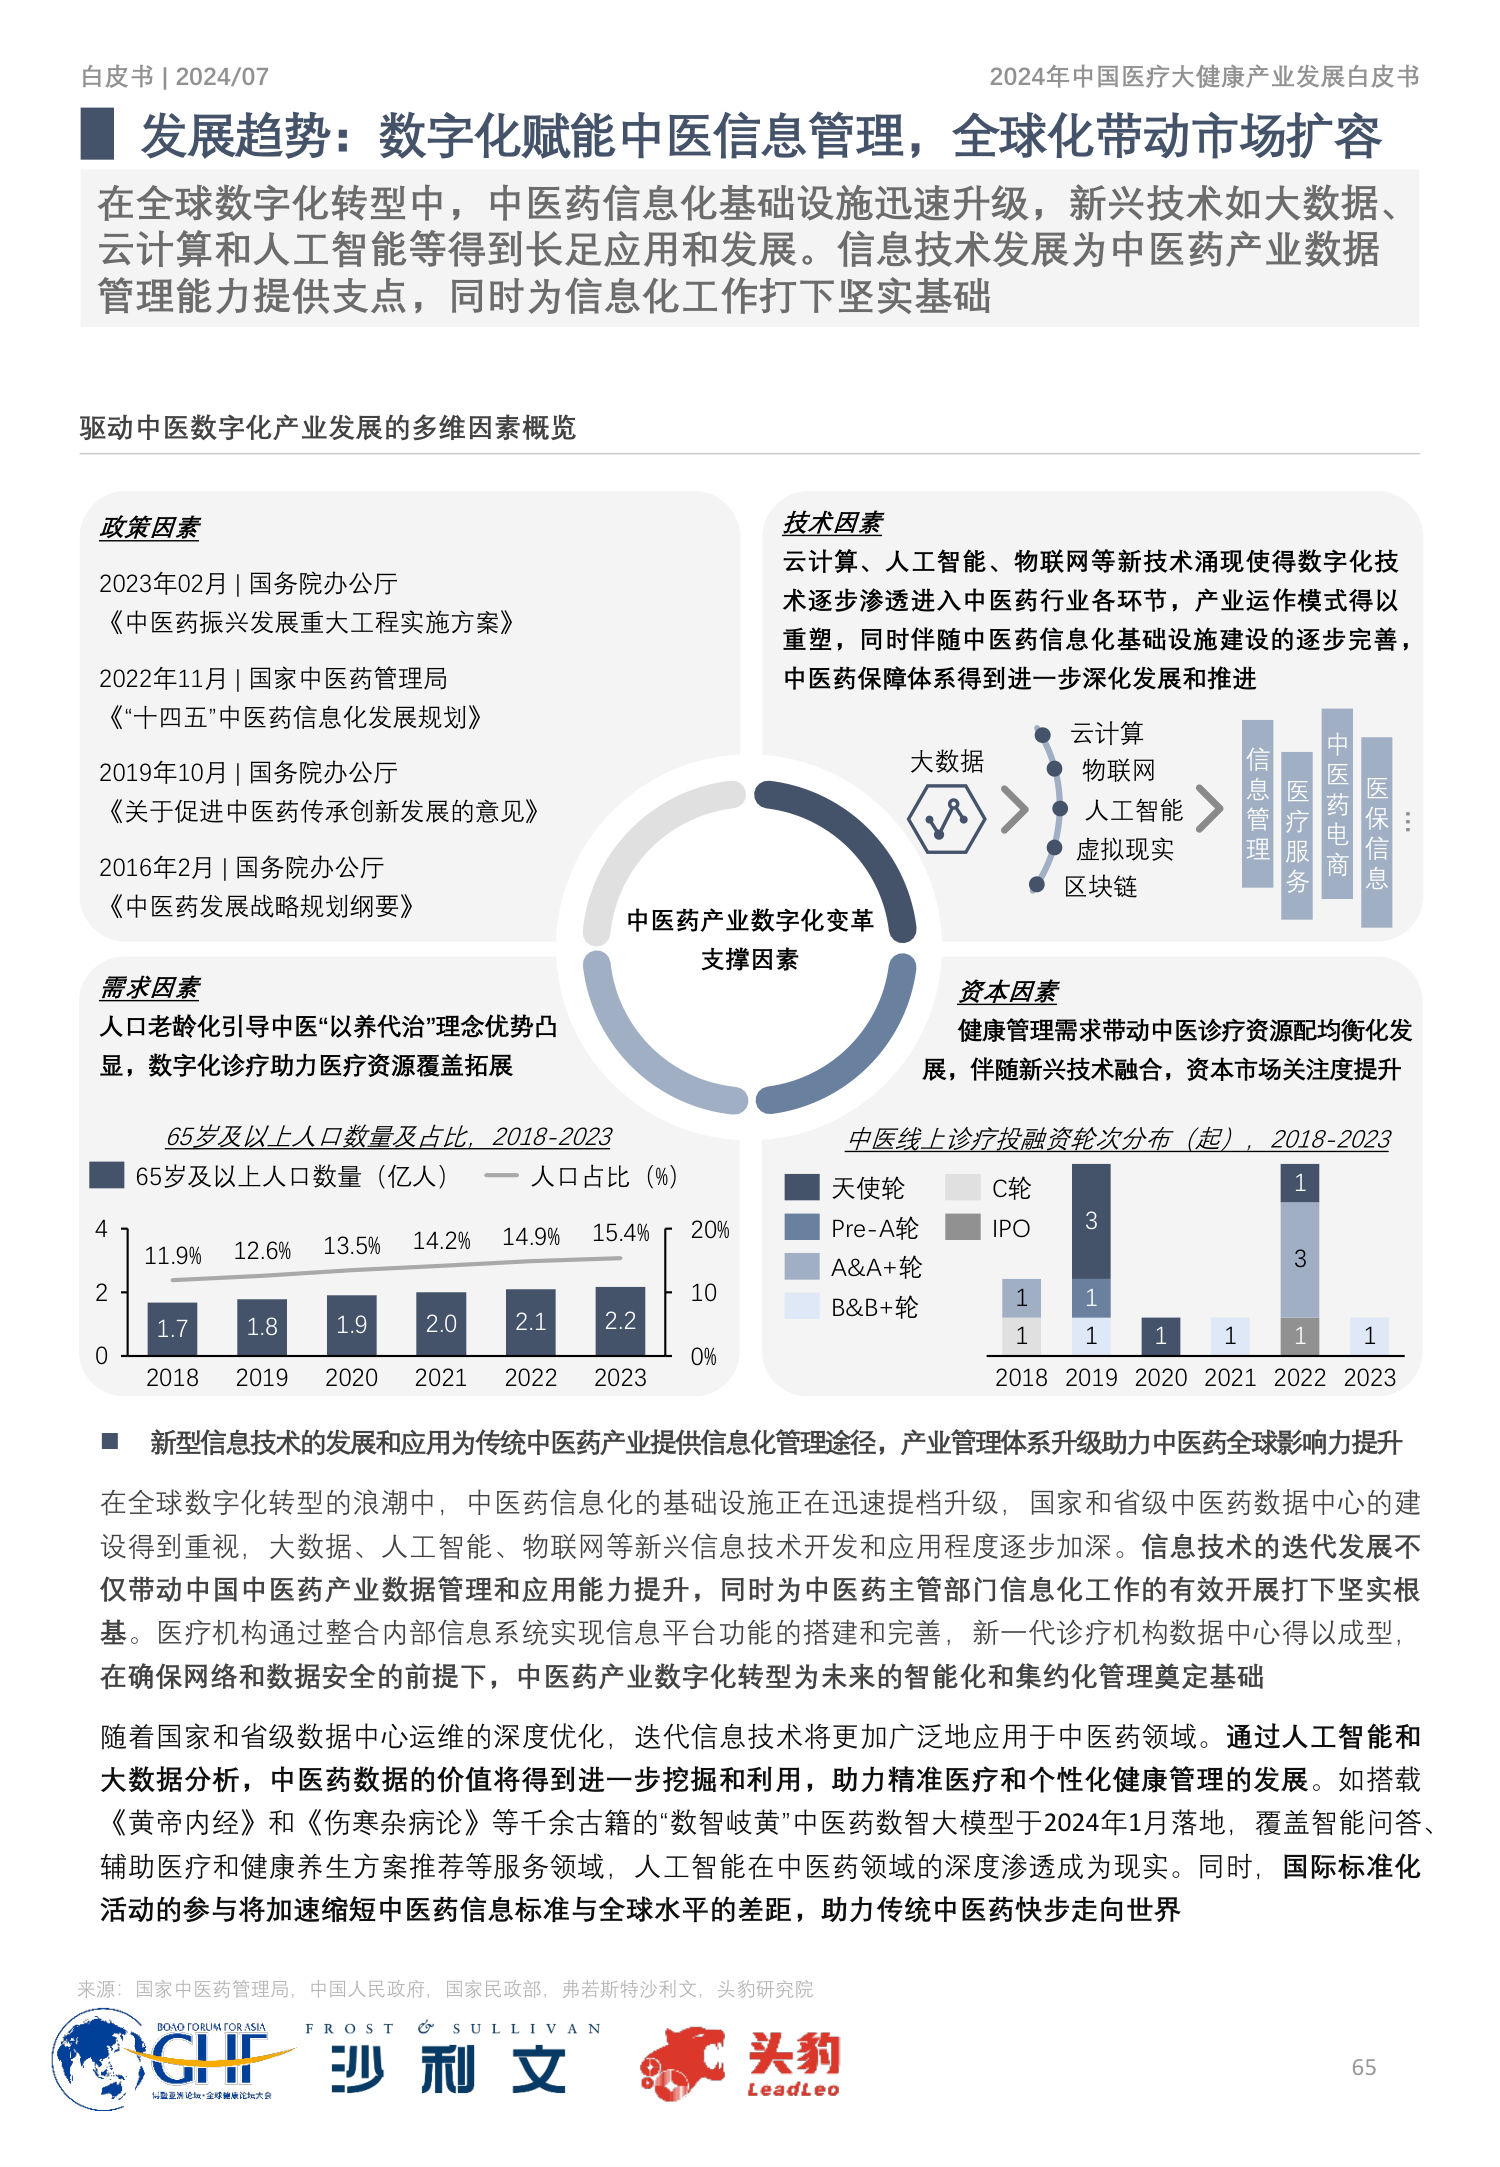 白皮书 | 2024/07
2024年中国医疗大健康产业发展白皮书
发展趋势：数字化赋能中医信息管理，全球化带动市场扩容
在全球数字化转型中，中医药信息化基础设施迅速升级，新兴技术如大数据、
云计算和人工智能等得到长足应用和发展。信息技术发展为中医药产业数据
管理能力提供支点，同时为信息化工作打下坚实基础
驱动中医数字化产业发展的多维因素概览
政策因素
2023年02月 | 国务院办公厅
《中医药振兴发展重大工程实施方案》
2022年11月 | 国家中医药管理局
《“十四五”中医药信息化发展规划》
2019年10月 | 国务院办公厅
《关于促进中医药传承创新发展的意见》
2016年2月 | 国务院办公厅
《中医药发展战略规划纲要》
技术因素
云计算、人工智能、物联网等新技术涌现使得数字化技
术逐步渗透进入中医药行业各环节，产业运作模式得以
重塑，同时伴随中医药信息化基础设施建设的逐步完善，
中医药保障体系得到进一步深化发展和推进
大数据
云计算
物联网
人工智能
虚拟现实
区块链
信息管理
医疗服务
中医药电商
医保信息
…
中医药产业数字化变革
支撑因素
需求因素
人口老龄化引导中医“以养代治”理念优势凸
显，数字化诊疗助力医疗资源覆盖拓展
65岁及以上人口数量及占比，2018-2023
65岁及以上人口数量（亿人） 人口占比（%）
4 11.9% 12.6% 13.5% 14.2% 14.9% 15.4% 20%
2 10
1.7 1.8 1.9 2.0 2.1 2.2
0 0%
2018 2019 2020 2021 2022 2023
资本因素
健康管理需求带动中医诊疗资源配均衡化发
展，伴随新兴技术融合，资本市场关注度提升
中医线上诊疗投融资轮次分布（起），2018-2023
天使轮 C轮
Pre-A轮 IPO
A&A+轮
B&B+轮
1
3 3
1 1
1 1 1 1 1 1
2018 2019 2020 2021 2022 2023
新型信息技术的发展和应用为传统中医药产业提供信息化管理途径，产业管理体系升级助力中医药全球影响力提升
在全球数字化转型的浪潮中，中医药信息化的基础设施正在迅速提档升级，国家和省级中医药数据中心的建
设得到重视，大数据、人工智能、物联网等新兴信息技术开发和应用程度逐步加深。信息技术的迭代发展不
仅带动中国中医药产业数据管理和应用能力提升，同时为中医药主管部门信息化工作的有效开展打下坚实根
基。医疗机构通过整合内部信息系统实现信息平台功能的搭建和完善，新一代诊疗机构数据中心得以成型，
在确保网络和数据安全的前提下，中医药产业数字化转型为未来的智能化和集约化管理奠定基础
随着国家和省级数据中心运维的深度优化，迭代信息技术将更加广泛地应用于中医药领域。通过人工智能和
大数据分析，中医药数据的价值将得到进一步挖掘和利用，助力精准医疗和个性化健康管理的发展。如搭载
《黄帝内经》和《伤寒杂病论》等千余古籍的“数智岐黄”中医药数智大模型于2024年1月落地，覆盖智能问答、
辅助医疗和健康养生方案推荐等服务领域，人工智能在中医药领域的深度渗透成为现实。同时，国际标准化
活动的参与将加速缩短中医药信息标准与全球水平的差距，助力传统中医药快步走向世界
来源：国家中医药管理局，中国人民政府，国家民政部，弗若斯特沙利文，头豹研究院
BOAO FORUM FOR ASIA
GHF
博鳌亚洲论坛•全球健康论坛大会
FROST & SULLIVAN
沙利文
头豹
LeadLeo
65